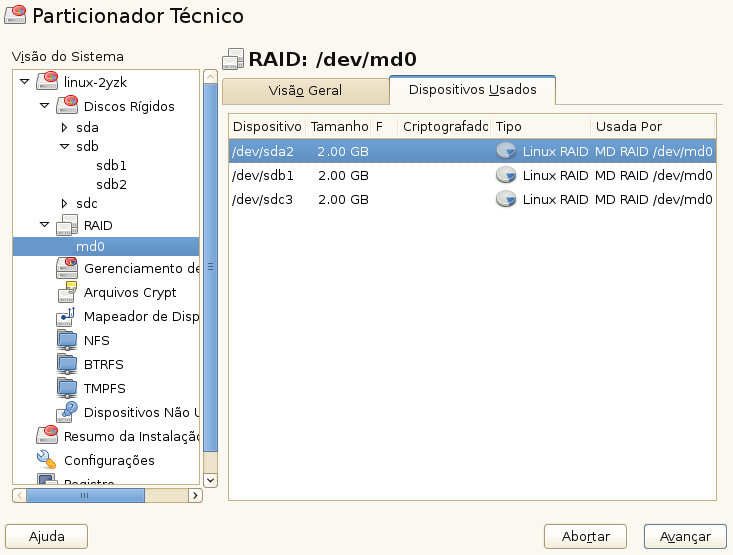 Particionador Técnico
Visão do Sistema
linux-2yzk
Discos Rígidos
sda
sdb
sdb1
sdb2
sdc
RAID
md0
Gerenciamento de
Arquivos Crypt
Mapeador de Disp
NFS
BTRFS
TMPFS
Dispositivos Não U
Resumo da Instalação
Configurações
Registro
RAID: /dev/md0
Visão Geral
Dispositivos Usados
Dispositivo Tamanho F Criptografado Tipo Usada Por
/dev/sda2 2.00 GB Linux RAID MD RAID /dev/md0
/dev/sdb1 2.00 GB Linux RAID MD RAID /dev/md0
/dev/sdc3 2.00 GB Linux RAID MD RAID /dev/md0
Ajuda
Abortar
Avançar